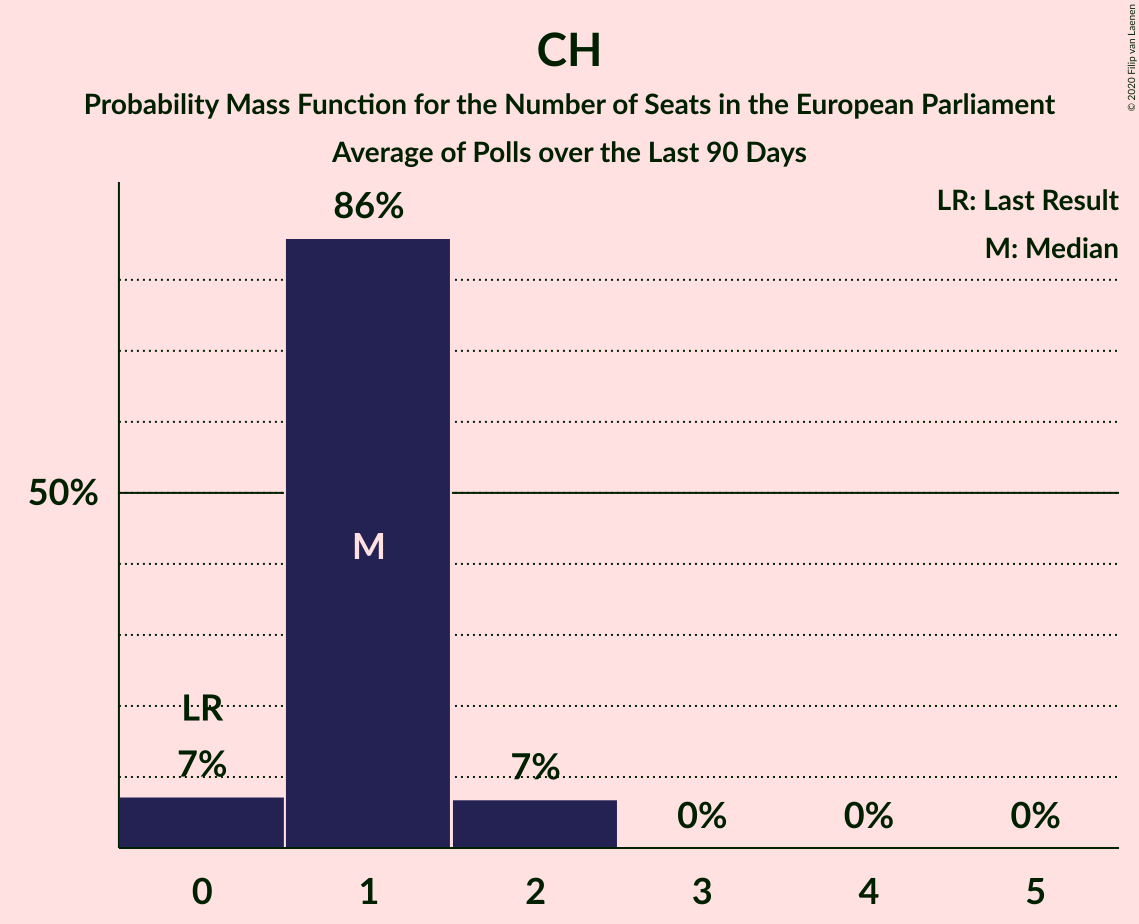 CH
Probability Mass Function for the Number of Seats in the European Parliament
Average of Polls over the Last 90 Days
© 2020 Filip van Laenen
LR: Last Result
M: Median
86%
50%
M
LR
7%
7%
0%
0%
0%
0
1
2
3
4
5